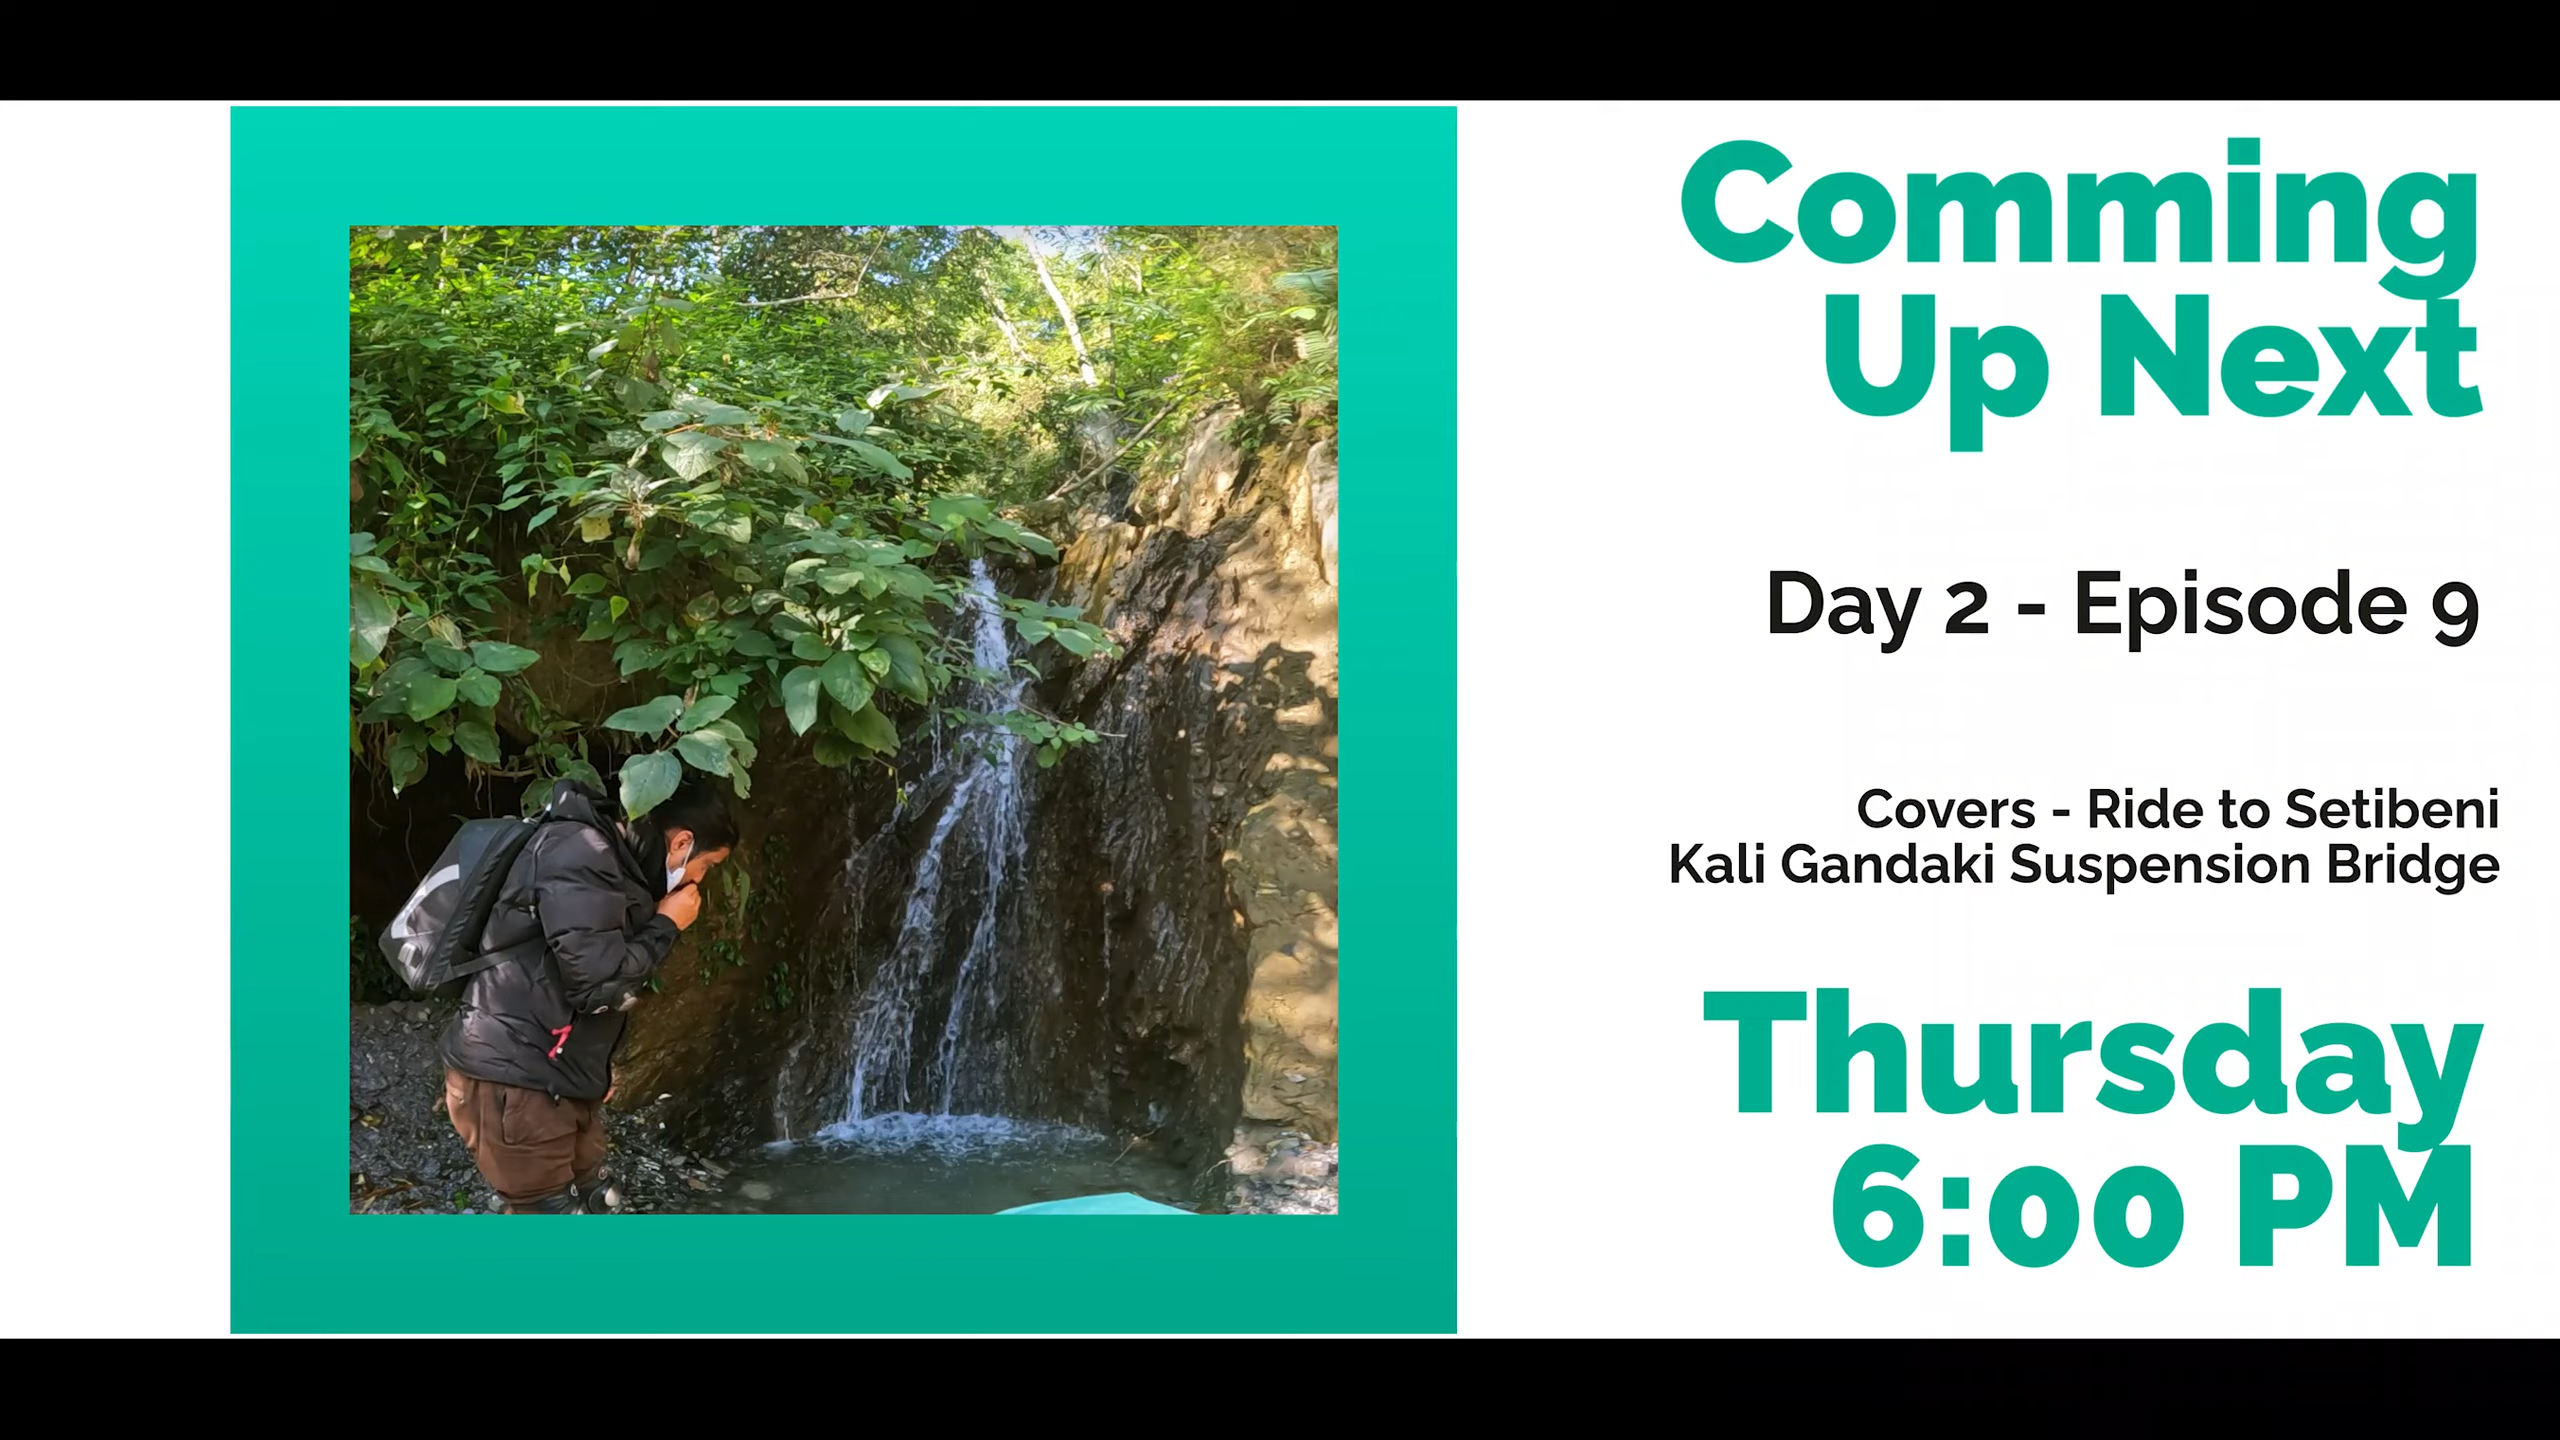 Comming
Up Next
Day 2 - Episode 9
Covers - Ride to Setibeni
Kali Gandaki Suspension Bridge
Thursday
6:00 PM